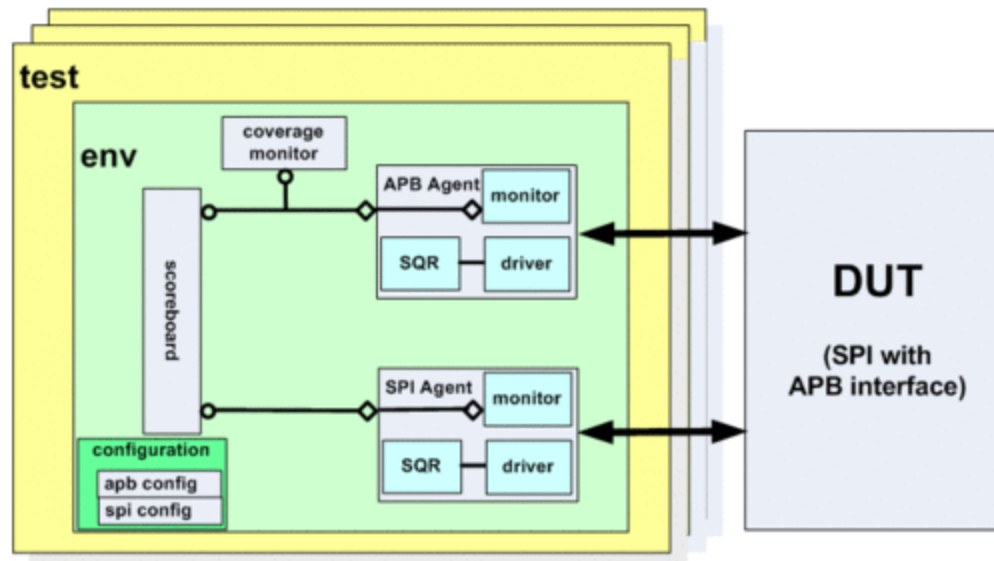 test
env
coverage
monitor
APB Agent
monitor
SQR
driver
scoreboard
SPI Agent
monitor
SQR
driver
configuration
apb config
spi config
DUT
(SPI with
APB interface)